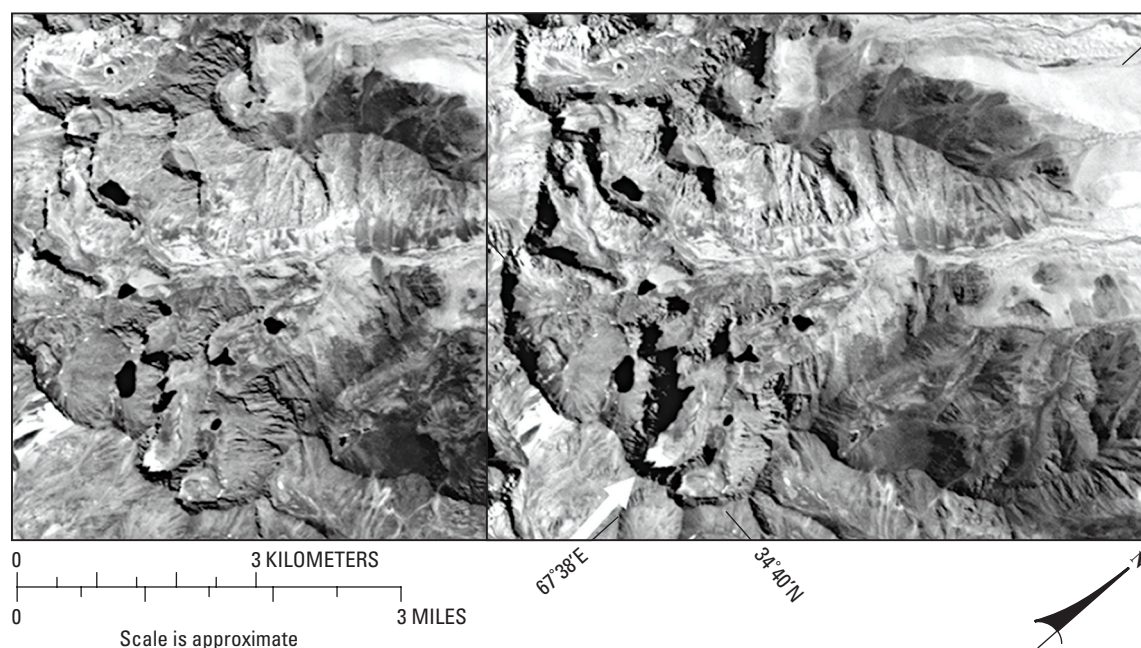 0 3 KILOMETERS
0 3 MILES
Scale is approximate
67°38'E
34°40'N
N